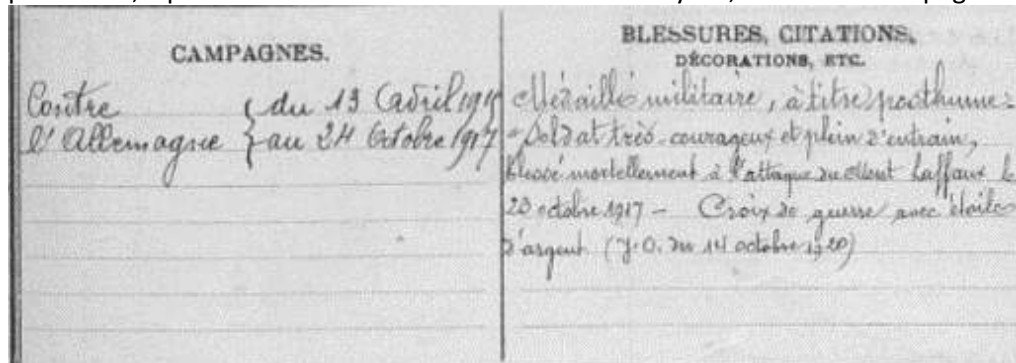 CAMPAGNES.
Contre { du 13 Avril 1915
l'Allemagne } au 24 Octobre 1917
BLESSURES, CITATIONS,
DÉCORATIONS, ETC.
Médaille militaire, à titre posthume :
"Soldat très courageux et plein d'entrain,
blessé mortellement à l'attaque du Mont Laffaux le
23 octobre 1917 - Croix de guerre avec étoile
d'argent (J.O. du 14 octobre 1920)